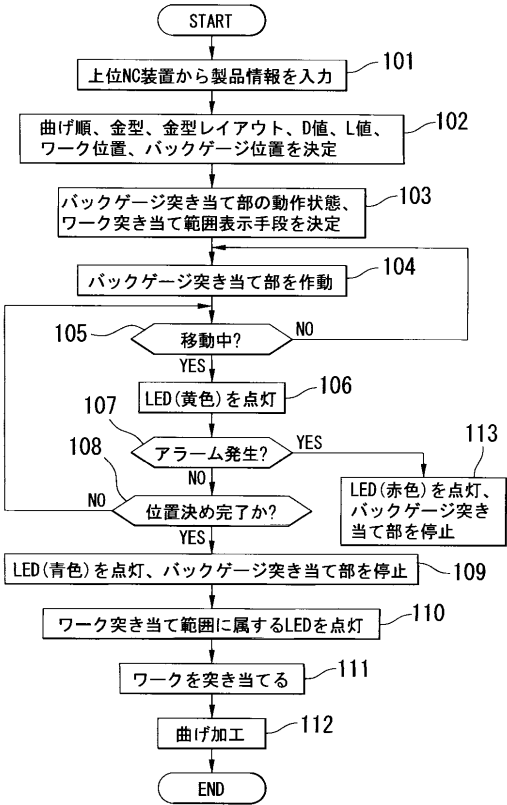 START
上位NC装置から製品情報を入力
101
曲げ順、金型、金型レイアウト、D値、L値、
ワーク位置、バックゲージ位置を決定
102
バックゲージ突き当て部の動作状態、
ワーク突き当て範囲表示手段を決定
103
バックゲージ突き当て部を作動
104
105
移動中?
NO
YES
LED(黄色)を点灯
106
107
アラーム発生?
YES
NO
113
LED(赤色)を点灯、
バックゲージ突き
当て部を停止
108
位置決め完了か?
NO
YES
LED(青色)を点灯、バックゲージ突き当て部を停止
109
ワーク突き当て範囲に属するLEDを点灯
110
ワークを突き当てる
111
曲げ加工
112
END